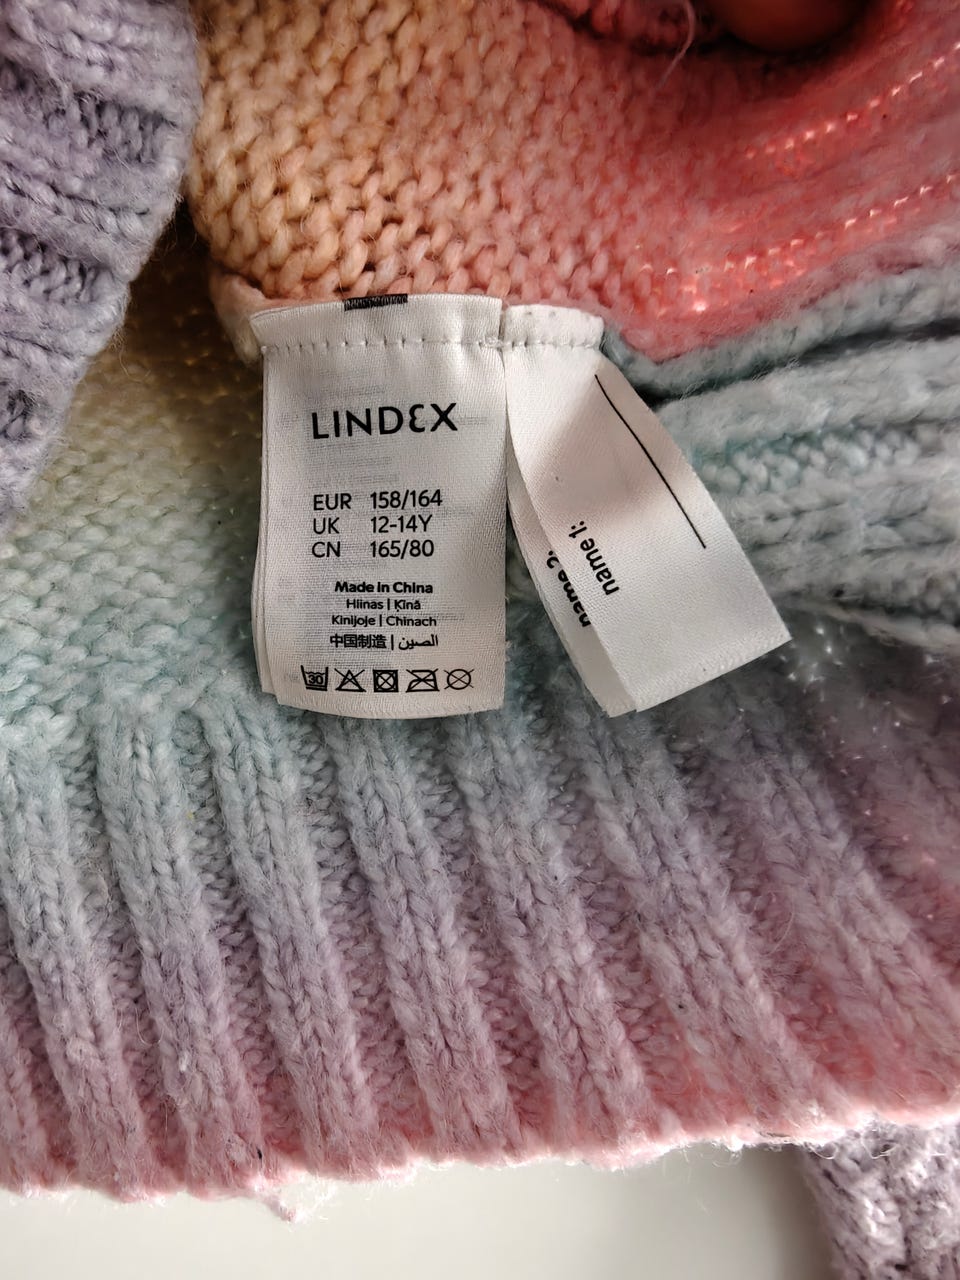 LINDEX
EUR 158/164
UK 12-14Y
CN 165/80
Made in China
Hiinas | Ķīnā
Kinijoje | Chinach
中国制造 | الصين
30
name 1:
name 2: